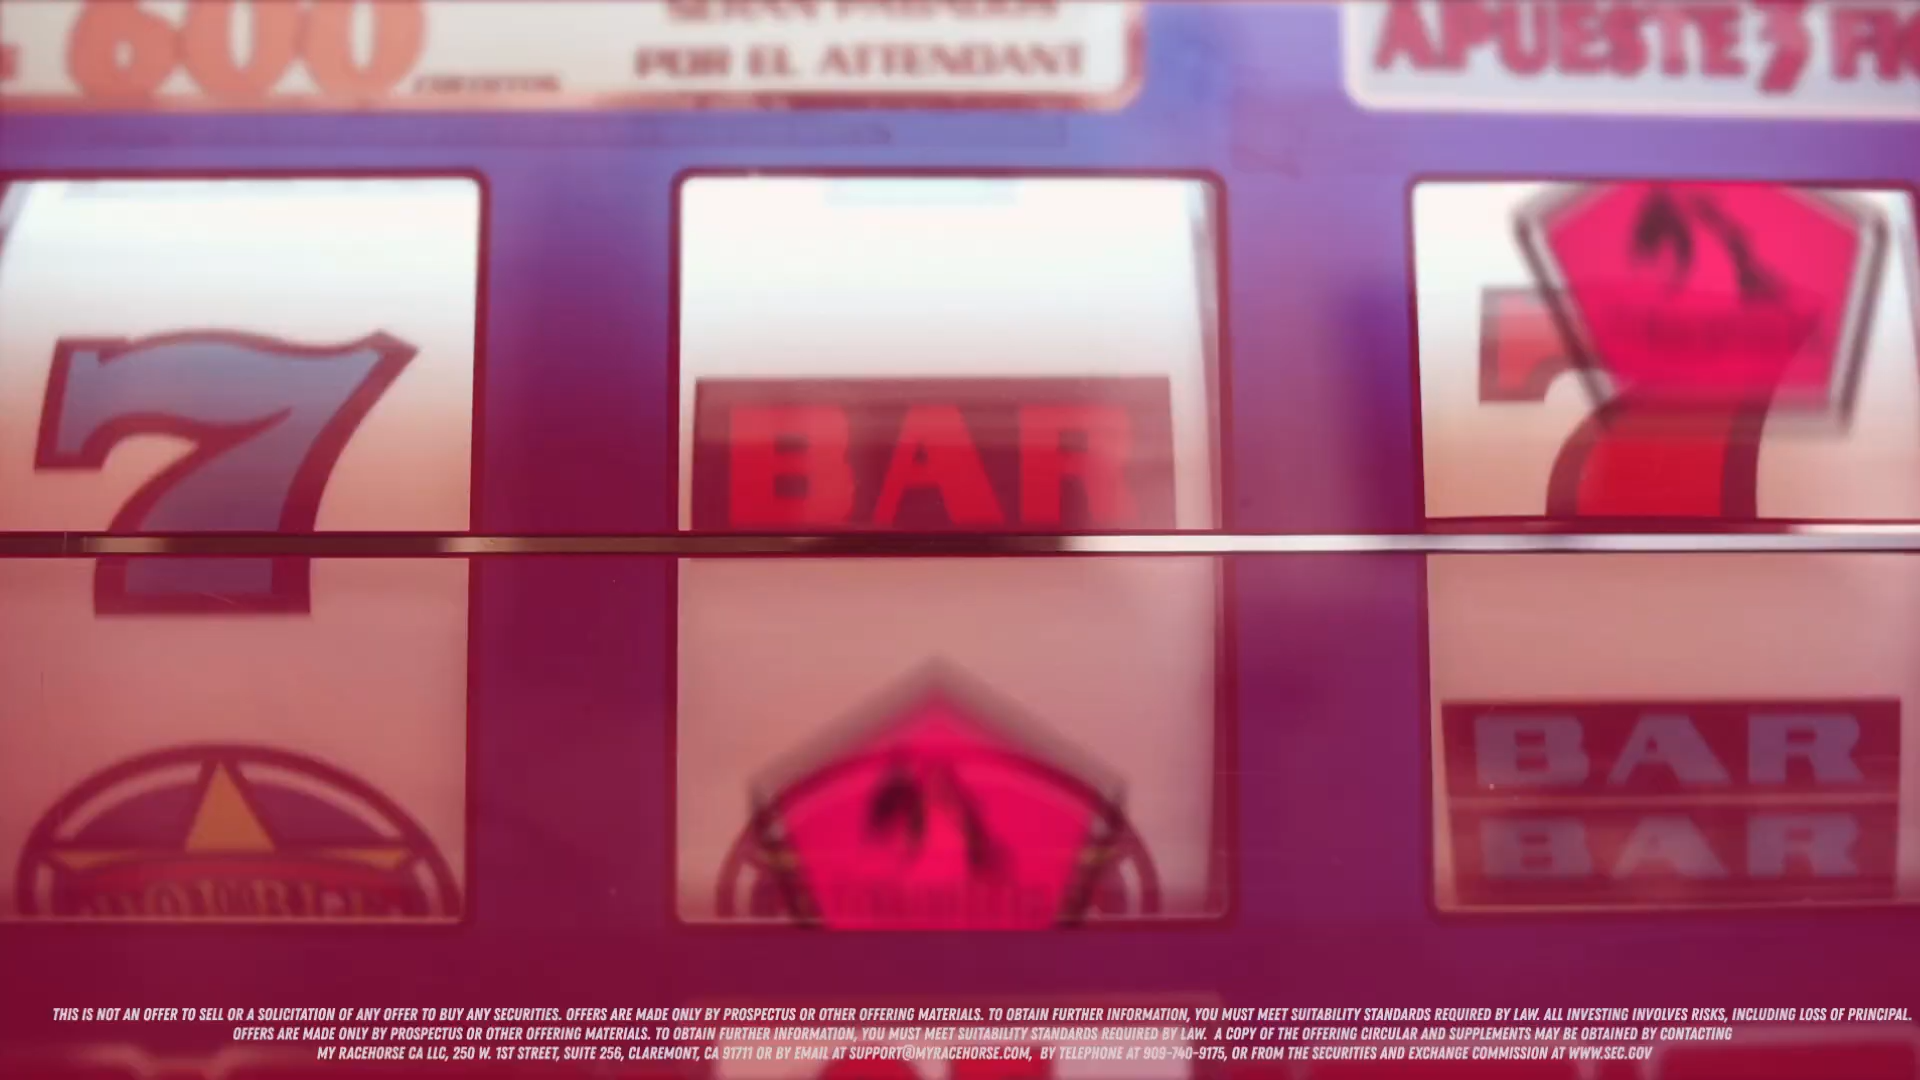 600 CREDITOS
SERAN PAGADOS
POR EL ATTENDANT
APUESTE 3
7
BAR
7
BAR
BAR
DOUBLE
THIS IS NOT AN OFFER TO SELL OR A SOLICITATION OF ANY OFFER TO BUY ANY SECURITIES. OFFERS ARE MADE ONLY BY PROSPECTUS OR OTHER OFFERING MATERIALS. TO OBTAIN FURTHER INFORMATION, YOU MUST MEET SUITABILITY STANDARDS REQUIRED BY LAW. ALL INVESTING INVOLVES RISKS, INCLUDING LOSS OF PRINCIPAL.
OFFERS ARE MADE ONLY BY PROSPECTUS OR OTHER OFFERING MATERIALS. TO OBTAIN FURTHER INFORMATION, YOU MUST MEET SUITABILITY STANDARDS REQUIRED BY LAW. A COPY OF THE OFFERING CIRCULAR AND SUPPLEMENTS MAY BE OBTAINED BY CONTACTING
MY RACEHORSE CA LLC, 250 W. 1ST STREET, SUITE 256, CLAREMONT, CA 91711 OR BY EMAIL AT SUPPORT@MYRACEHORSE.COM, BY TELEPHONE AT 909-740-9175, OR FROM THE SECURITIES AND EXCHANGE COMMISSION AT WWW.SEC.GOV